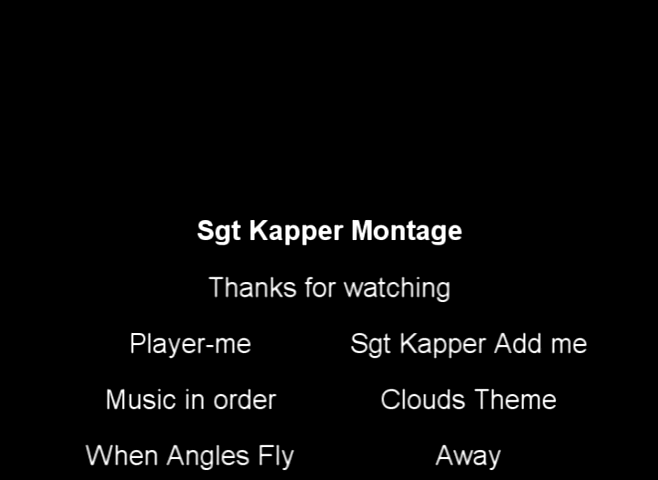 Sgt Kapper Montage
Thanks for watching
Player-me Sgt Kapper Add me
Music in order Clouds Theme
When Angles Fly Away